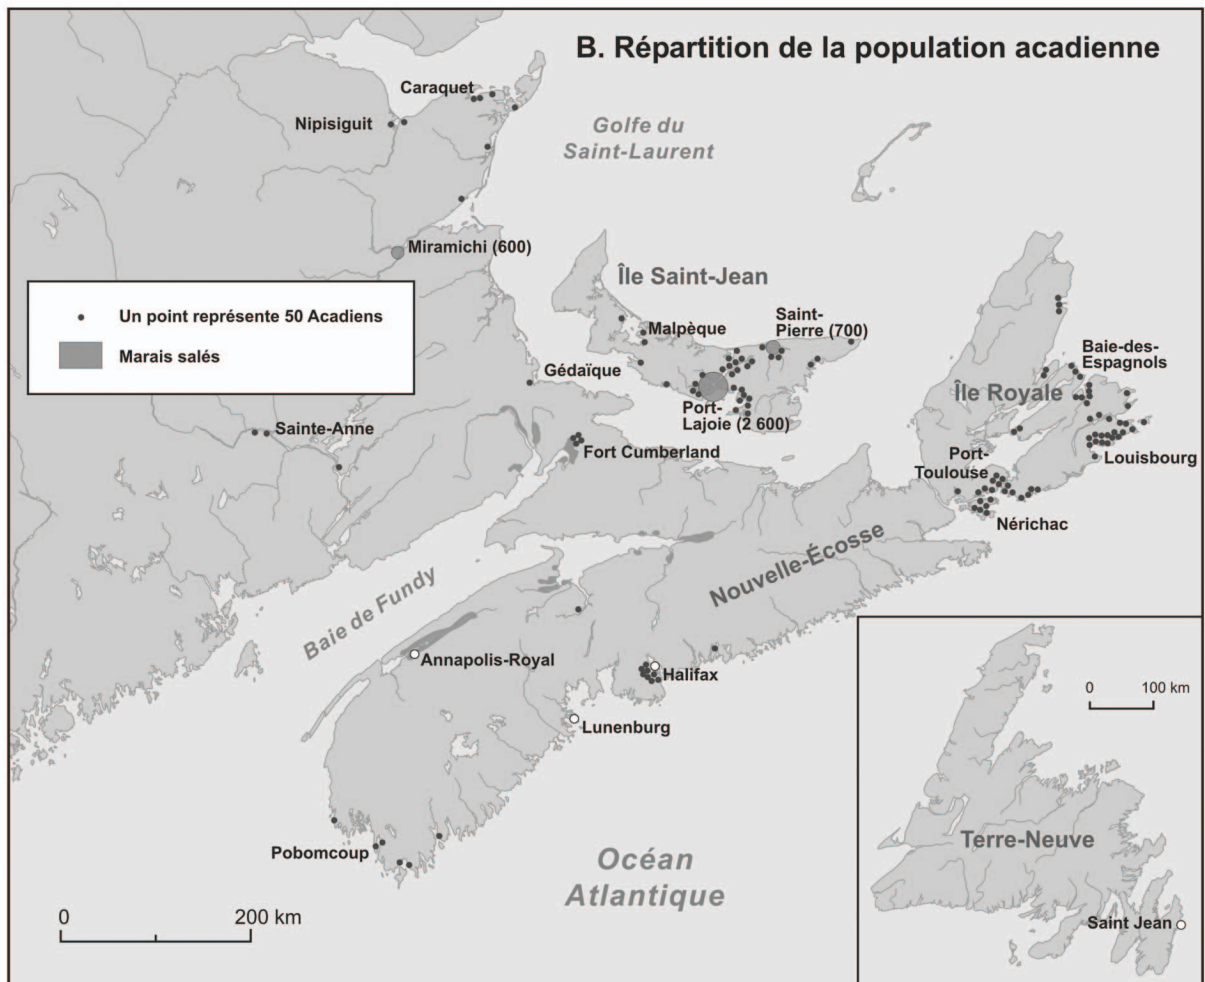 B. Répartition de la population acadienne
Caraquet
Nipisiguit
Golfe du
Saint-Laurent
Miramichi (600)
Île Saint-Jean
Un point représente 50 Acadiens
Marais salés
Malpèque
Saint-
Pierre (700)
Baie-des-
Espagnols
Gédaïque
Île Royale
Port-
Lajoie (2 600)
Sainte-Anne
Fort Cumberland
Port-
Toulouse
Louisbourg
Nérichac
Nouvelle-Écosse
Baie de Fundy
Annapolis-Royal
Halifax
Lunenburg
0 100 km
Pobomcoup
Océan
Atlantique
Terre-Neuve
0 200 km
Saint Jean